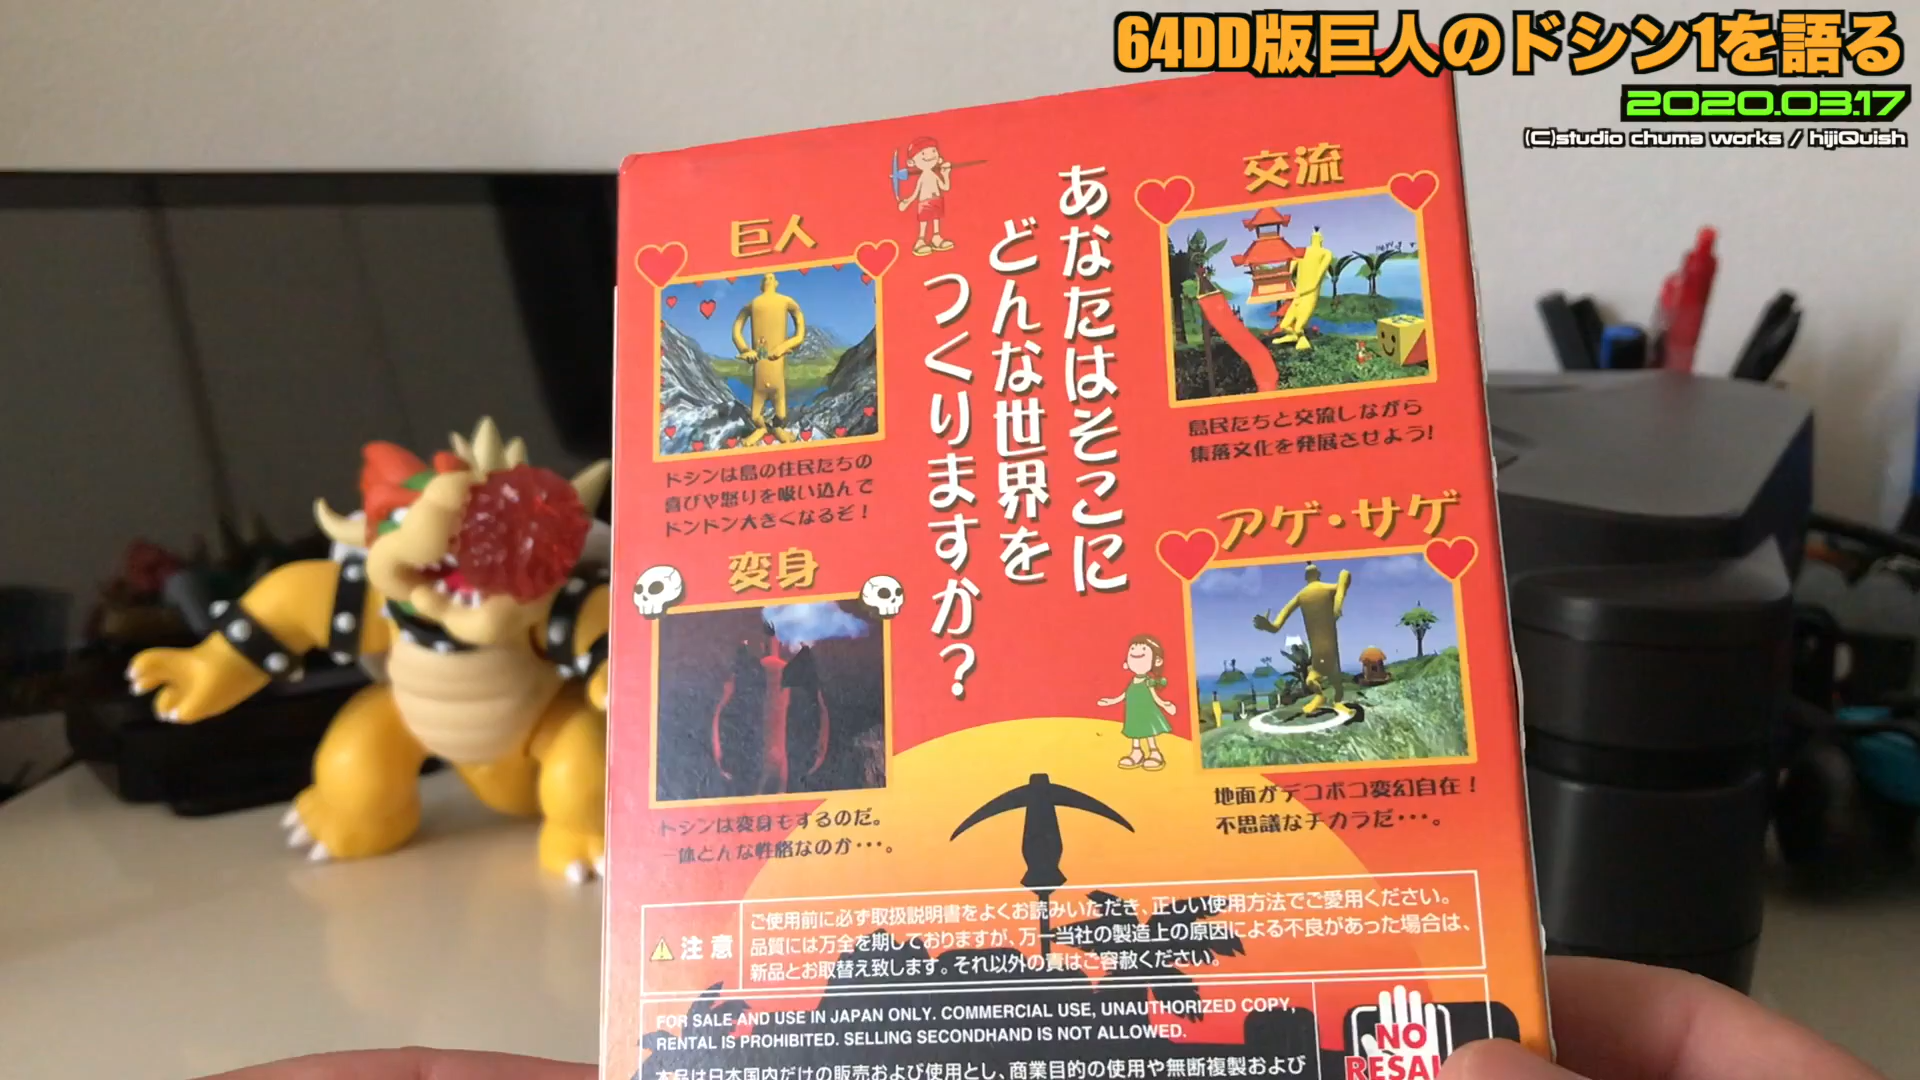 64DD版巨人のドシン1を語る
2020.03.17
(C)studio chuma works / hijiQuish
あなたはそこに
どんな世界を
つくりますか？
巨人
ドシンは島の住民たちの
喜びや怒りを吸い込んで
ドンドン大きくなるぞ！
交流
島民たちと交流しながら
集落文化を発展させよう！
変身
ドシンは変身もするのだ。
一体どんな性格なのか・・・。
アゲ・サゲ
地面がデコボコ変幻自在！
不思議なチカラだ・・・。
注意
ご使用前に必ず取扱説明書をよくお読みいただき、正しい使用方法でご愛用ください。
品質には万全を期しておりますが、万一当社の製造上の原因による不良があった場合は、
新品とお取替え致します。それ以外の責はご容赦ください。
FOR SALE AND USE IN JAPAN ONLY. COMMERCIAL USE, UNAUTHORIZED COPY,
RENTAL IS PROHIBITED. SELLING SECONDHAND IS NOT ALLOWED.
本品は日本国内だけの販売および使用とし、商業目的の使用や無断複製および
NO
RESAL